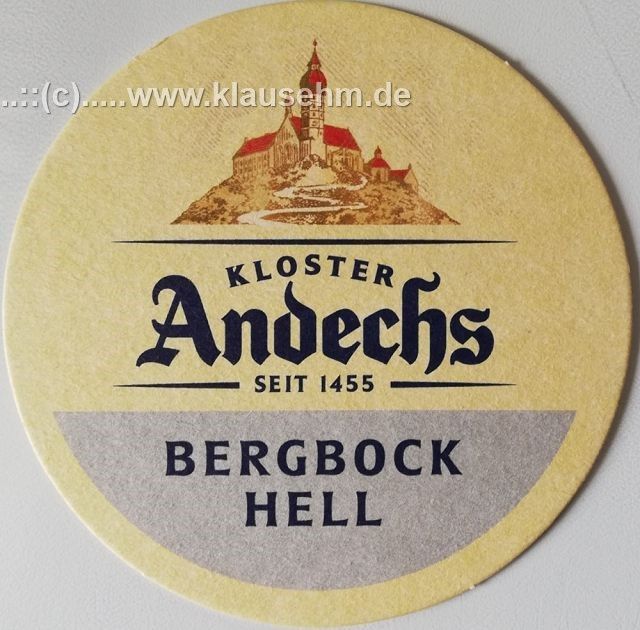 ..::(c).....www.klausehm.de
KLOSTER
Andechs
SEIT 1455
BERGBOCK
HELL